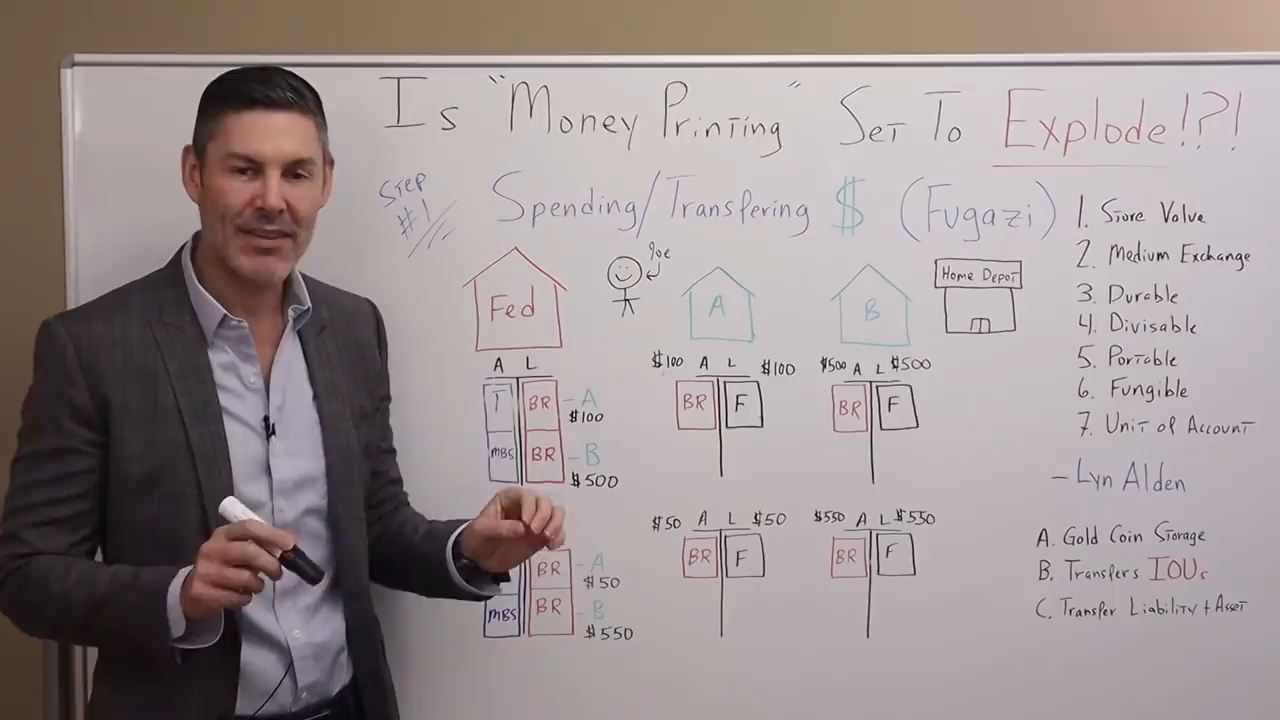 Is "Money Printing" Set To Explode!?!
Step #1
Spending/Transfering $ (Fugazi)
Joe
Fed
A
B
Home Depot
A L
$100 A L $100
$500 A L $500
T BR - A
$100
MBS BR - B
$500
BR F
BR F
$50 A L $50
$550 A L $550
BR - A
$50
MBS BR - B
$550
BR F
BR F
1. Store Valve
2. Medium Exchange
3. Durable
4. Divisable
5. Portable
6. Fungible
7. Unit of Account
- Lyn Alden
A. Gold Coin Storage
B. Transfers IOUs
C. Transfer Liability + Asset